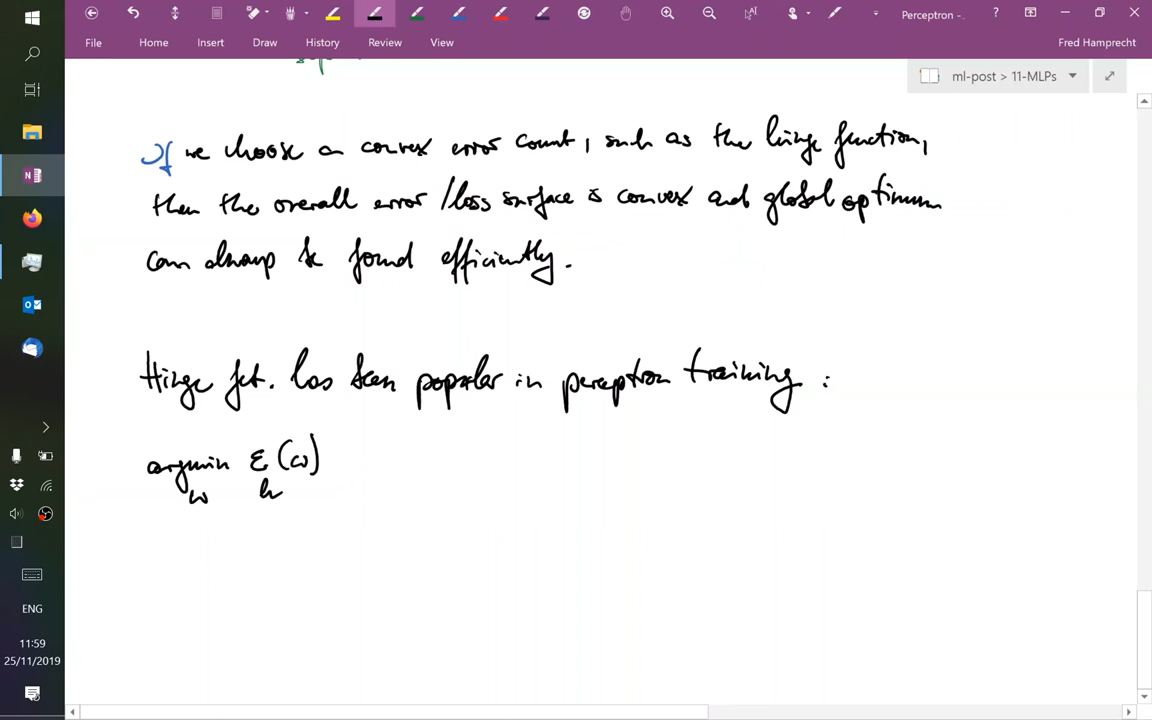 Perceptron -..
File Home Insert Draw History Review View
Fred Hamprecht
ml-post > 11-MLPs
If we choose a convex error count, such as the hinge function,
then the overall error/loss surface is convex and global optimum
can always be found efficiently.
Hinge fct. has been popular in perceptron training :
argmin ε (w)
w h
ENG
11:59
25/11/2019